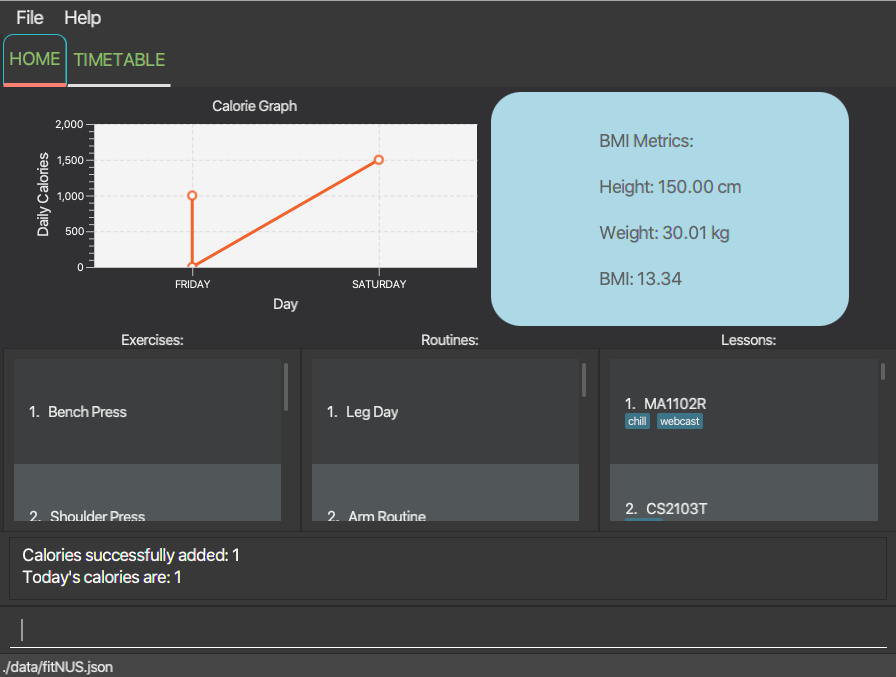 File Help
HOME TIMETABLE
Calorie Graph
2,000
1,500
1,000
500
0
Daily Calories
FRIDAY SATURDAY
Day
BMI Metrics:
Height: 150.00 cm
Weight: 30.01 kg
BMI: 13.34
Exercises: Routines: Lessons:
1. Bench Press
2. Shoulder Press
1. Leg Day
2. Arm Routine
1. MA1102R
chill webcast
2. CS2103T
Calories successfully added: 1
Today's calories are: 1
./data/fitNUS.json